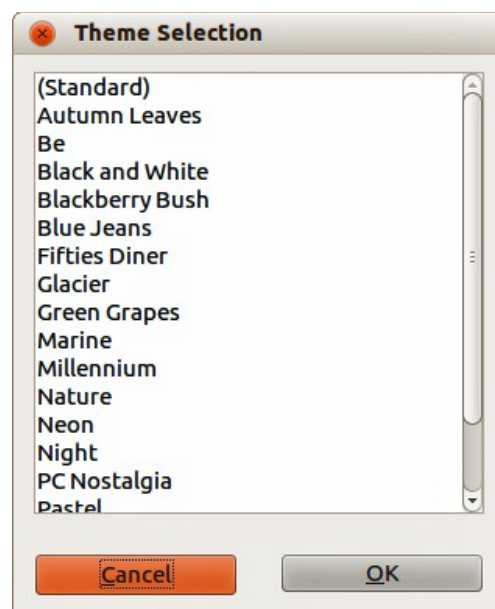 Theme Selection
(Standard)
Autumn Leaves
Be
Black and White
Blackberry Bush
Blue Jeans
Fifties Diner
Glacier
Green Grapes
Marine
Millennium
Nature
Neon
Night
PC Nostalgia
Pastel
Cancel OK